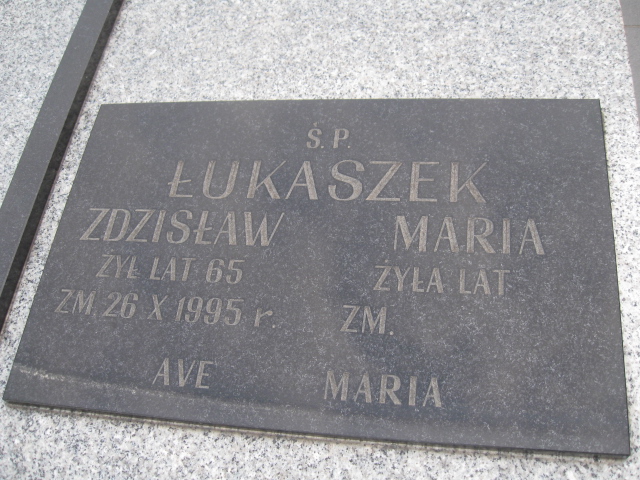 Ś.P.
ŁUKASZEK
ZDZISŁAW MARIA
ŻYŁ LAT 65 ŻYŁA LAT
ZM. 26 X 1995 r. ZM.
AVE MARIA